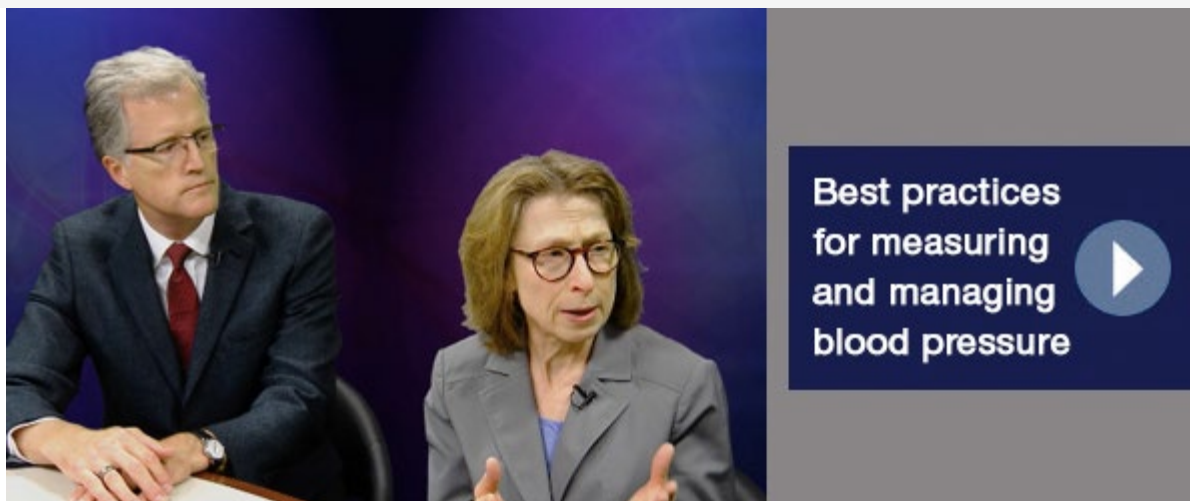 Best practices
for measuring
and managing
blood pressure